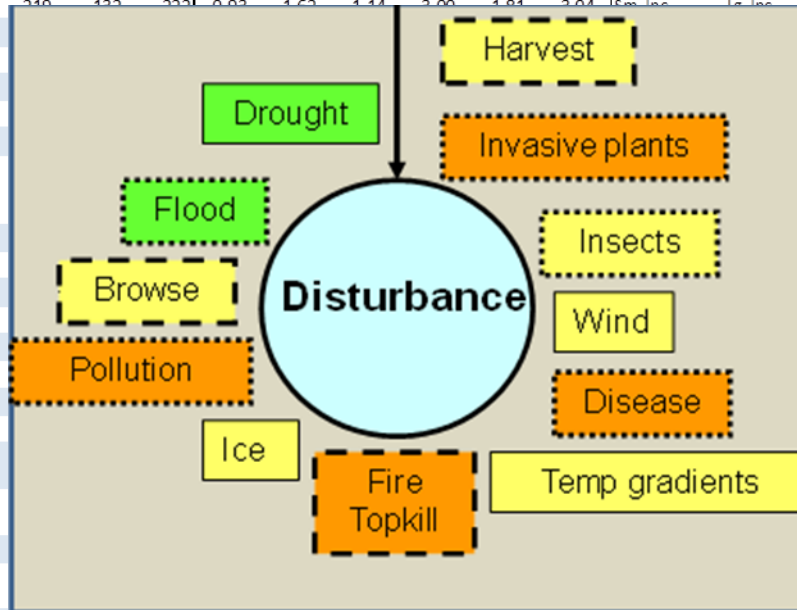 Harvest
Drought
Invasive plants
Flood
Insects
Browse
Disturbance
Wind
Pollution
Disease
Ice
Temp gradients
Fire
Topkill